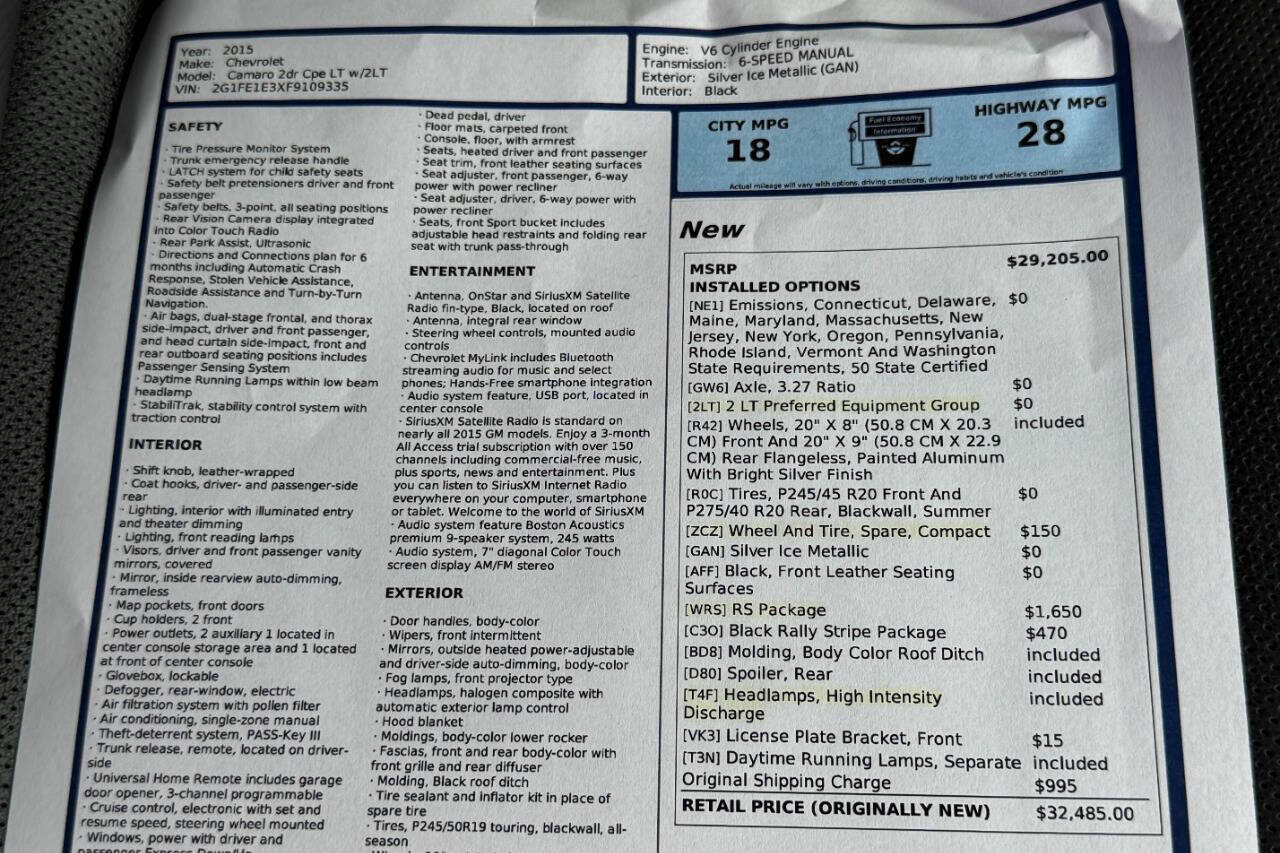 Year: 2015
Make: Chevrolet
Model: Camaro 2dr Cpe LT w/2LT
VIN: 2G1FE1E3XF9109335
Engine: V6 Cylinder Engine
Transmission: 6-SPEED MANUAL
Exterior: Silver Ice Metallic (GAN)
Interior: Black
SAFETY
· Tire Pressure Monitor System
· Trunk emergency release handle
· LATCH system for child safety seats
· Safety belt pretensioners driver and front
passenger
· Safety belts, 3-point, all seating positions
· Rear Vision Camera display integrated
into Color Touch Radio
· Rear Park Assist, Ultrasonic
· Directions and Connections plan for 6
months including Automatic Crash
Response, Stolen Vehicle Assistance,
Roadside Assistance and Turn-by-Turn
Navigation.
· Air bags, dual-stage frontal, and thorax
side-impact, driver and front passenger,
and head curtain side-impact, front and
rear outboard seating positions includes
Passenger Sensing System
· Daytime Running Lamps within low beam
headlamp
· StabiliTrak, stability control system with
traction control
INTERIOR
· Shift knob, leather-wrapped
· Coat hooks, driver- and passenger-side
rear
· Lighting, interior with illuminated entry
and theater dimming
· Lighting, front reading lamps
· Visors, driver and front passenger vanity
mirrors, covered
· Mirror, inside rearview auto-dimming,
frameless
· Map pockets, front doors
· Cup holders, 2 front
· Power outlets, 2 auxiliary 1 located in
center console storage area and 1 located
at front of center console
· Glovebox, lockable
· Defogger, rear-window, electric
· Air filtration system with pollen filter
· Air conditioning, single-zone manual
· Theft-deterrent system, PASS-Key III
· Trunk release, remote, located on driver-
side
· Universal Home Remote includes garage
door opener, 3-channel programmable
· Cruise control, electronic with set and
resume speed, steering wheel mounted
· Windows, power with driver and
passenger Express Down/Up
· Dead pedal, driver
· Floor mats, carpeted front
· Console, floor, with armrest
· Seats, heated driver and front passenger
· Seat trim, front leather seating surfaces
· Seat adjuster, front passenger, 6-way
power with power recliner
· Seat adjuster, driver, 6-way power with
power recliner
· Seats, front Sport bucket includes
adjustable head restraints and folding rear
seat with trunk pass-through
ENTERTAINMENT
· Antenna, OnStar and SiriusXM Satellite
Radio fin-type, Black, located on roof
· Antenna, integral rear window
· Steering wheel controls, mounted audio
controls
· Chevrolet MyLink includes Bluetooth
streaming audio for music and select
phones; Hands-Free smartphone integration
· Audio system feature, USB port, located in
center console
· SiriusXM Satellite Radio is standard on
nearly all 2015 GM models. Enjoy a 3-month
All Access trial subscription with over 150
channels including commercial-free music,
plus sports, news and entertainment. Plus
you can listen to SiriusXM Internet Radio
everywhere on your computer, smartphone
or tablet. Welcome to the world of SiriusXM
· Audio system feature Boston Acoustics
premium 9-speaker system, 245 watts
· Audio system, 7" diagonal Color Touch
screen display AM/FM stereo
EXTERIOR
· Door handles, body-color
· Wipers, front intermittent
· Mirrors, outside heated power-adjustable
and driver-side auto-dimming, body-color
· Fog lamps, front projector type
· Headlamps, halogen composite with
automatic exterior lamp control
· Hood blanket
· Moldings, body-color lower rocker
· Fascias, front and rear body-color with
front grille and rear diffuser
· Molding, Black roof ditch
· Tire sealant and inflator kit in place of
spare tire
· Tires, P245/50R19 touring, blackwall, all-
season
CITY MPG
18
Fuel Economy
Information
HIGHWAY MPG
28
Actual mileage will vary with options, driving conditions, driving habits and vehicle's condition
New
MSRP $29,205.00
INSTALLED OPTIONS
[NE1] Emissions, Connecticut, Delaware, $0
Maine, Maryland, Massachusetts, New
Jersey, New York, Oregon, Pennsylvania,
Rhode Island, Vermont And Washington
State Requirements, 50 State Certified
[GW6] Axle, 3.27 Ratio $0
[2LT] 2 LT Preferred Equipment Group $0
[R42] Wheels, 20" X 8" (50.8 CM X 20.3 included
CM) Front And 20" X 9" (50.8 CM X 22.9
CM) Rear Flangeless, Painted Aluminum
With Bright Silver Finish
[R0C] Tires, P245/45 R20 Front And $0
P275/40 R20 Rear, Blackwall, Summer
[ZCZ] Wheel And Tire, Spare, Compact $150
[GAN] Silver Ice Metallic $0
[AFF] Black, Front Leather Seating $0
Surfaces
[WRS] RS Package $1,650
[C3O] Black Rally Stripe Package $470
[BD8] Molding, Body Color Roof Ditch included
[D80] Spoiler, Rear included
[T4F] Headlamps, High Intensity included
Discharge
[VK3] License Plate Bracket, Front $15
[T3N] Daytime Running Lamps, Separate included
Original Shipping Charge $995
RETAIL PRICE (ORIGINALLY NEW) $32,485.00